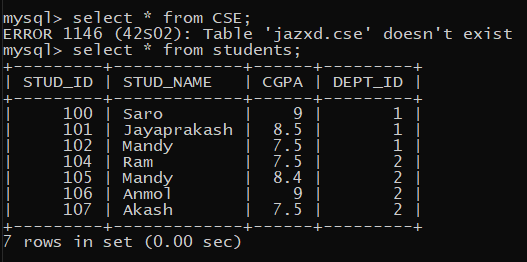 mysql> select * from CSE;
ERROR 1146 (42S02): Table 'jazxd.cse' doesn't exist
mysql> select * from students;
+---------+-------------+------+---------+
| STUD_ID | STUD_NAME   | CGPA | DEPT_ID |
+---------+-------------+------+---------+
|     100 | Saro        |    9 |       1 |
|     101 | Jayaprakash |  8.5 |       1 |
|     102 | Mandy       |  7.5 |       1 |
|     104 | Ram         |  7.5 |       2 |
|     105 | Mandy       |  8.4 |       2 |
|     106 | Anmol       |    9 |       2 |
|     107 | Akash       |  7.5 |       2 |
+---------+-------------+------+---------+
7 rows in set (0.00 sec)